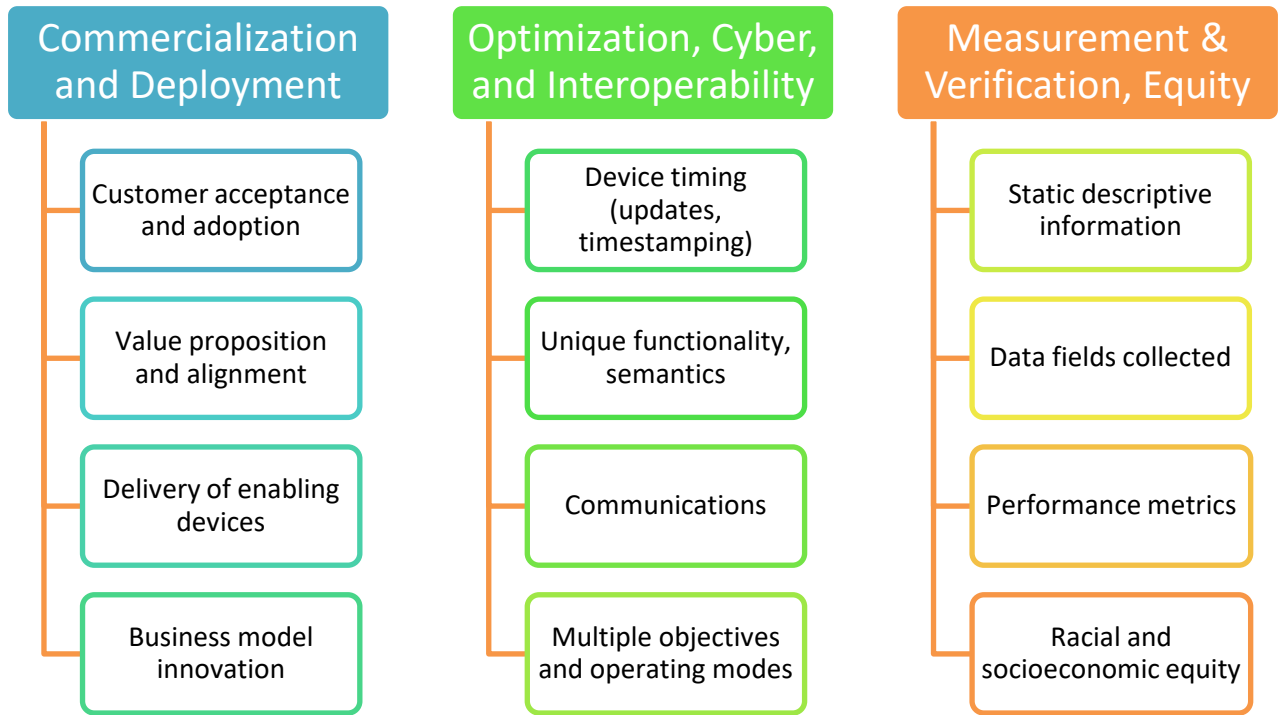 Commercialization
and Deployment
Customer acceptance
and adoption
Value proposition
and alignment
Delivery of enabling
devices
Business model
innovation
Optimization, Cyber,
and Interoperability
Device timing
(updates,
timestamping)
Unique functionality,
semantics
Communications
Multiple objectives
and operating modes
Measurement &
Verification, Equity
Static descriptive
information
Data fields collected
Performance metrics
Racial and
socioeconomic equity